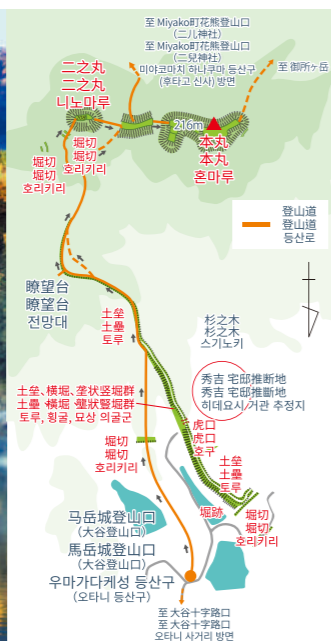 至 Miyako町花熊登山口
（二儿神社）
至 Miyako町花熊登山口
（二兒神社）
미야코마치 하나쿠마 등산구
(후타고 신사) 방면
至 御所ヶ岳
二之丸
二之丸
니노마루
216m
本丸
本丸
혼마루
堀切
堀切
호리키리
堀切
堀切
호리키리
登山道
登山道
등산로
瞭望台
瞭望台
전망대
土垒
土壘
토루
杉之木
杉之木
스기노키
秀吉 宅邸推断地
秀吉 宅邸推斷地
히데요시 거관 추정지
土垒、横堀、垄状竖堀群
土壘、橫堀、壟狀豎堀群
토루, 횡굴, 묘상 의굴군
虎口
虎口
호구
土垒
土壘
토루
堀切
堀切
호리키리
堀跡
堀切
堀切
호리키리
马岳城登山口
（大谷登山口）
馬岳城登山口
（大谷登山口）
우마가다케성 등산구
(오타니 등산구)
至 大谷十字路口
至 大谷十字路口
오타니 사거리 방면